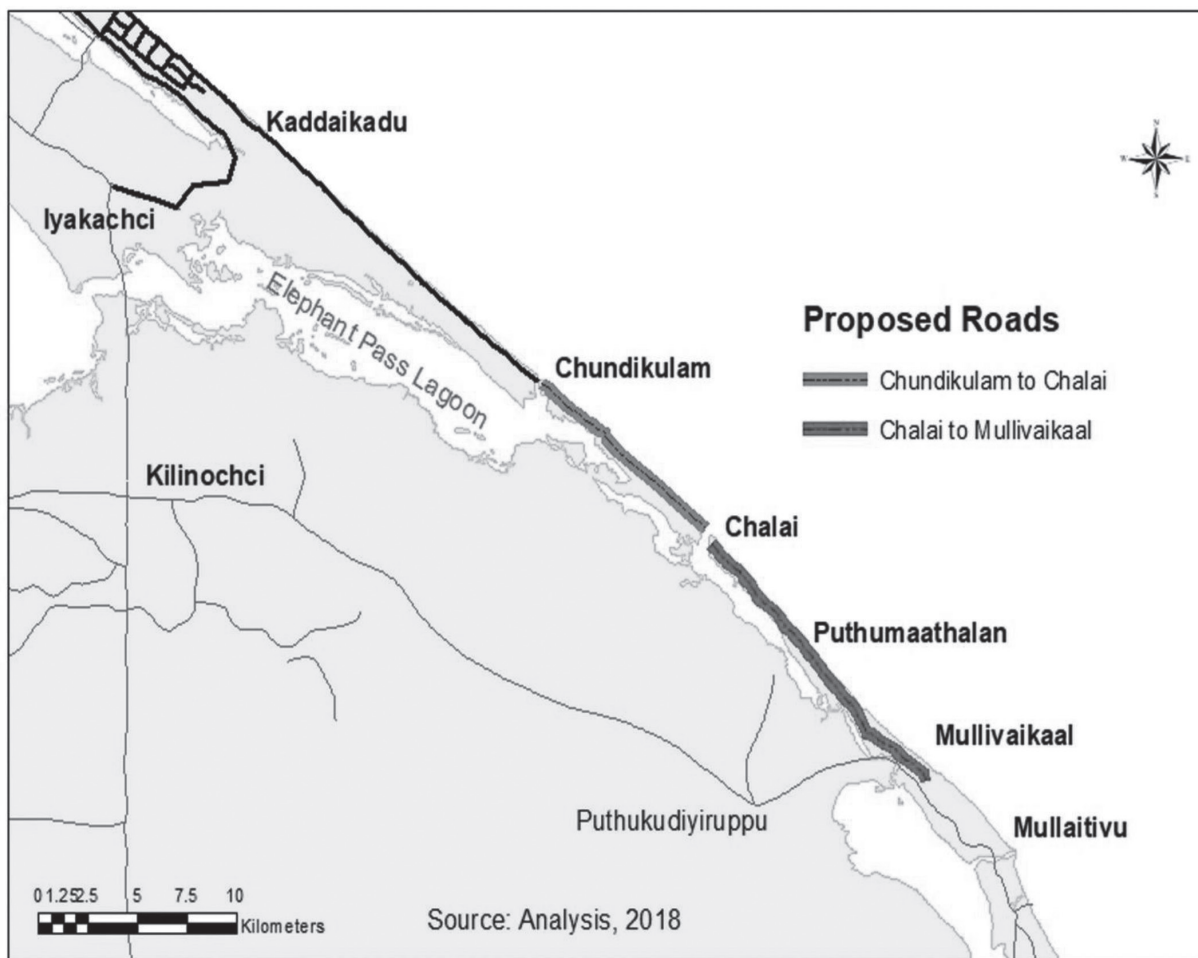 N
W
E
S
Kaddaikadu
Iyakachci
Elephant Pass Lagoon
Proposed Roads
Chundikulam to Chalai
Chalai to Mullivaikaal
Chundikulam
Kilinochci
Chalai
Puthumaathalan
Mullivaikaal
Puthukudiyiruppu
Mullaitivu
0 1.25 2.5 5 7.5 10
Kilometers
Source: Analysis, 2018